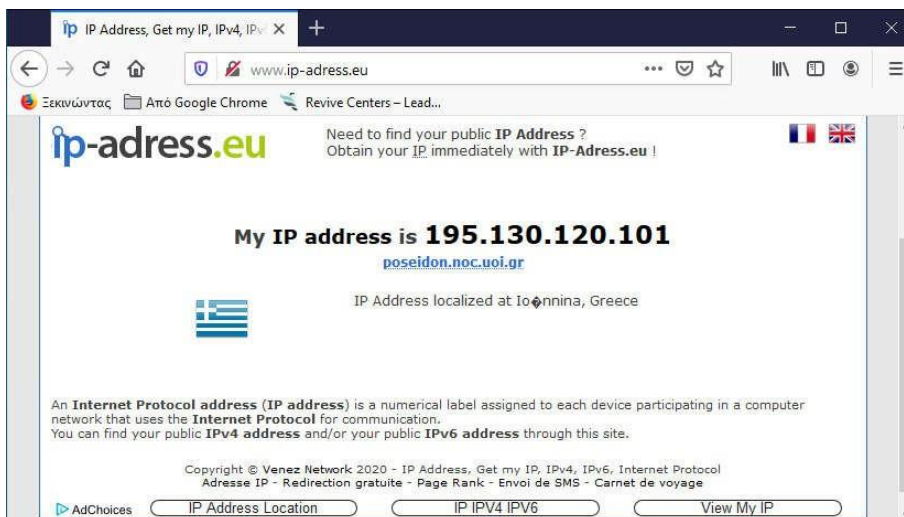 IP Address, Get my IP, IPv4, IPv
www.ip-adress.eu
Ξεκινώντας Από Google Chrome Revive Centers – Lead...
ip-adress.eu
Need to find your public IP Address ?
Obtain your IP immediately with IP-Adress.eu !
My IP address is 195.130.120.101
poseidon.noc.uoi.gr
IP Address localized at Io�nnina, Greece
An Internet Protocol address (IP address) is a numerical label assigned to each device participating in a computer
network that uses the Internet Protocol for communication.
You can find your public IPv4 address and/or your public IPv6 address through this site.
Copyright © Venez Network 2020 - IP Address, Get my IP, IPv4, IPv6, Internet Protocol
Adresse IP - Redirection gratuite - Page Rank - Envoi de SMS - Carnet de voyage
AdChoices IP Address Location IP IPV4 IPV6 View My IP